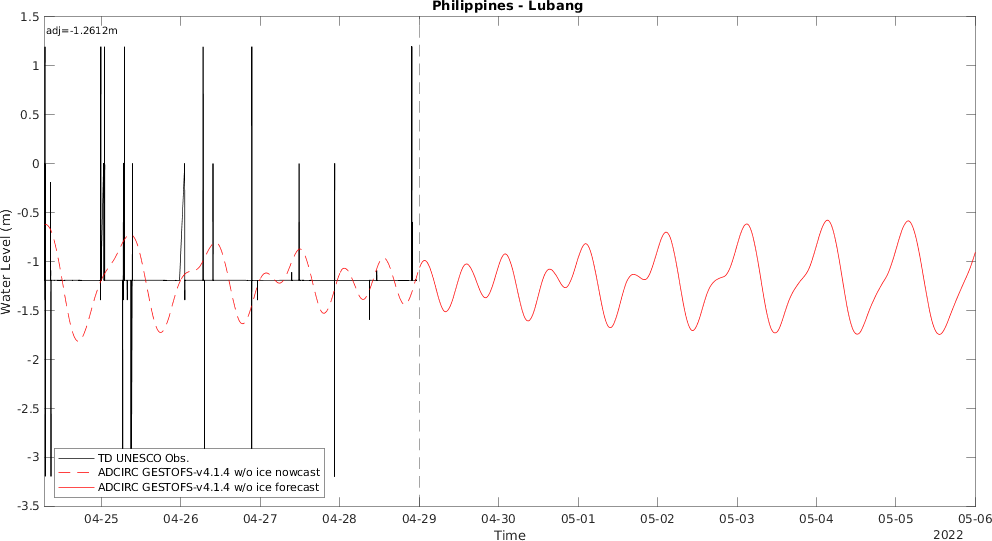 Philippines - Lubang
adj=-1.2612m
1.5
1
0.5
0
-0.5
-1
-1.5
-2
-2.5
-3
-3.5
Water Level (m)
TD UNESCO Obs.
ADCIRC GESTOFS-v4.1.4 w/o ice nowcast
ADCIRC GESTOFS-v4.1.4 w/o ice forecast
04-25 04-26 04-27 04-28 04-29 04-30 05-01 05-02 05-03 05-04 05-05 05-06
Time
2022